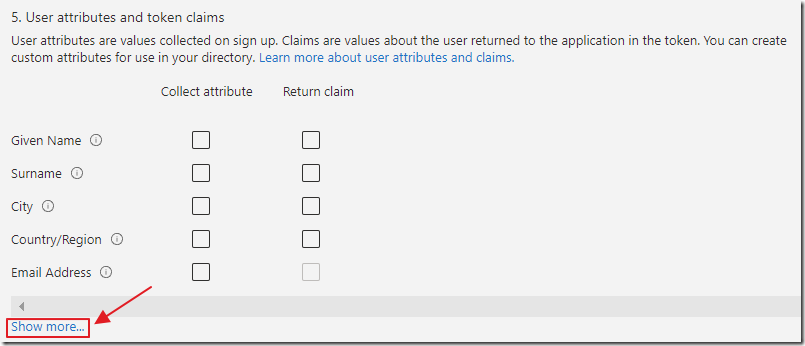 5. User attributes and token claims
User attributes are values collected on sign up. Claims are values about the user returned to the application in the token. You can create
custom attributes for use in your directory. Learn more about user attributes and claims.
Collect attribute Return claim
Given Name
Surname
City
Country/Region
Email Address
Show more...